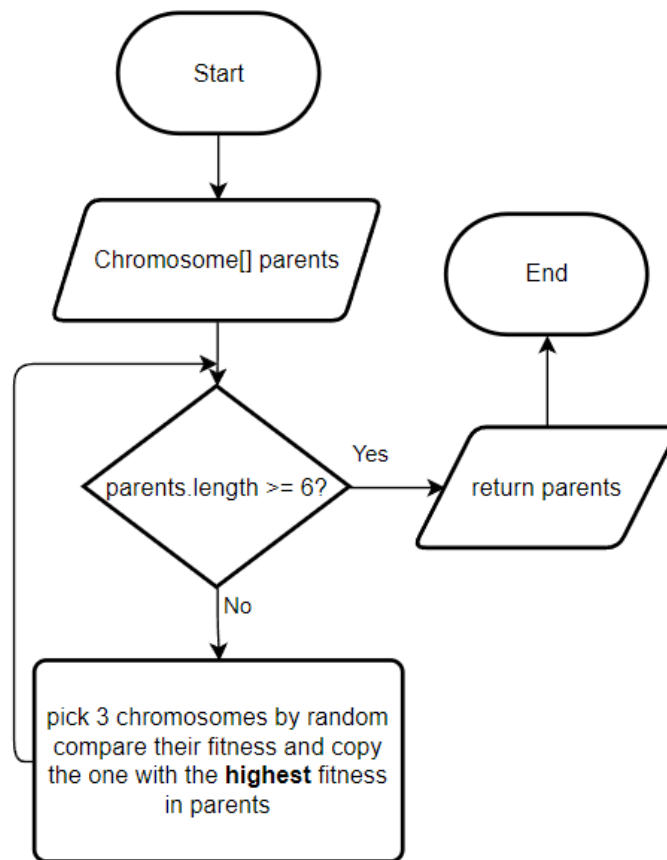 Start
Chromosome[] parents
End
parents.length >= 6?
Yes
return parents
No
pick 3 chromosomes by random
compare their fitness and copy
the one with the highest fitness
in parents